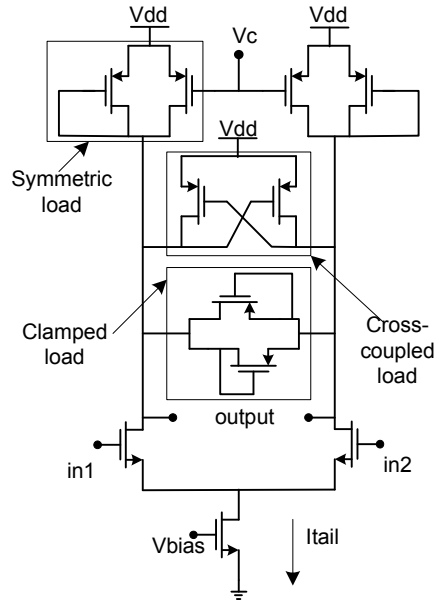 Vdd
Vc
Vdd
Vdd
Symmetric
load
Clamped
load
Cross-
coupled
load
output
in1
in2
Vbias
Itail